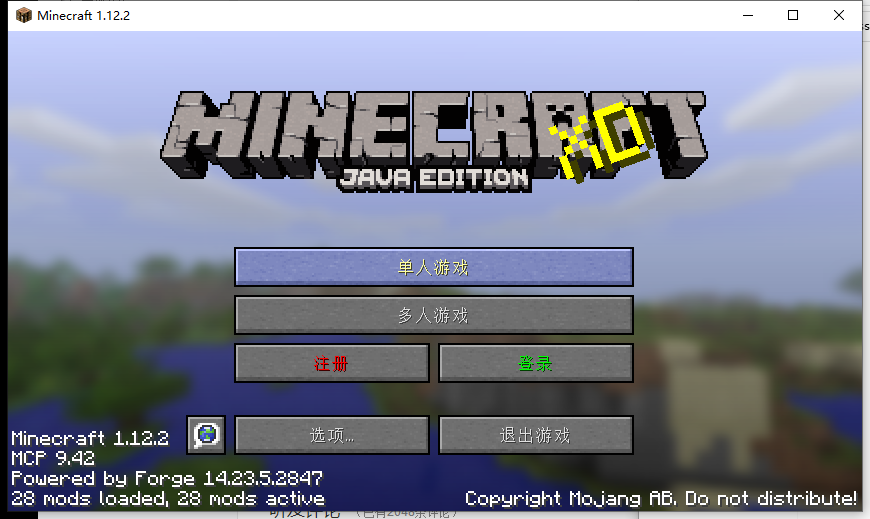 Minecraft 1.12.2
MINECRAFT
JAVA EDITION
XD
单人游戏
多人游戏
注册
登录
选项...
退出游戏
Minecraft 1.12.2
MCP 9.42
Powered by Forge 14.23.5.2847
28 mods loaded, 28 mods active
Copyright Mojang AB. Do not distribute!